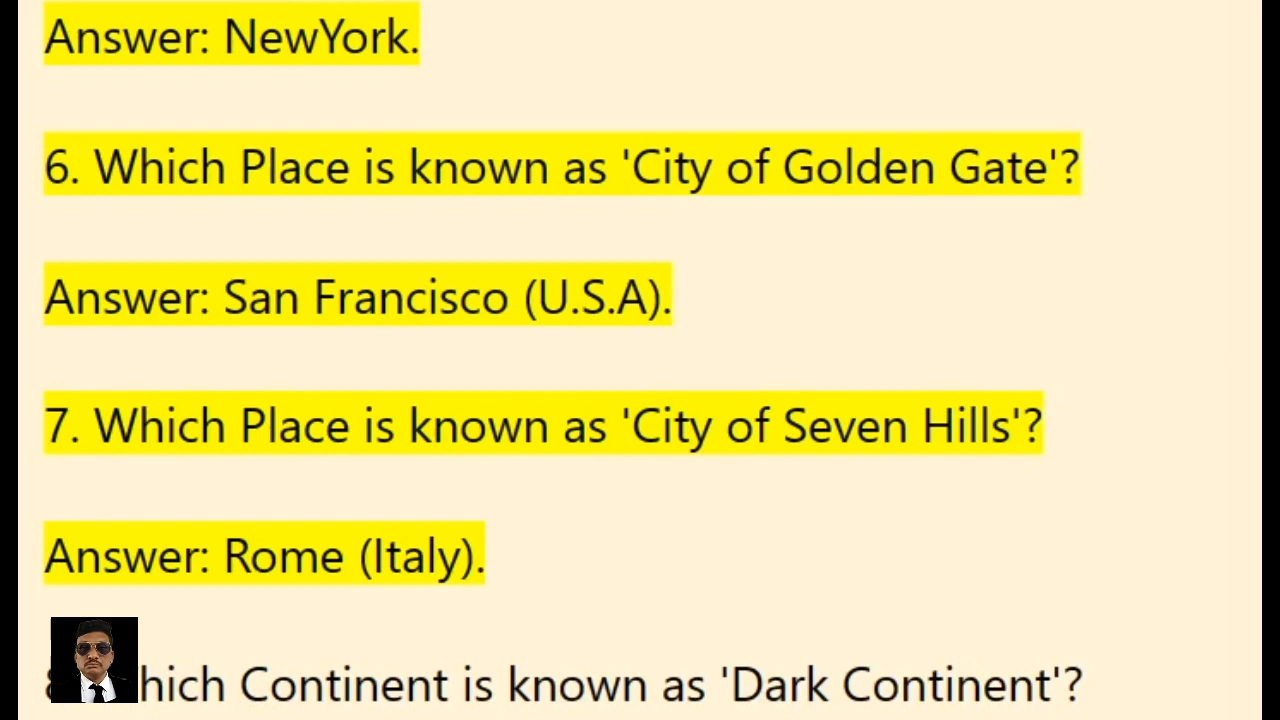 Answer: NewYork.
6. Which Place is known as 'City of Golden Gate'?
Answer: San Francisco (U.S.A).
7. Which Place is known as 'City of Seven Hills'?
Answer: Rome (Italy).
hich Continent is known as 'Dark Continent'?